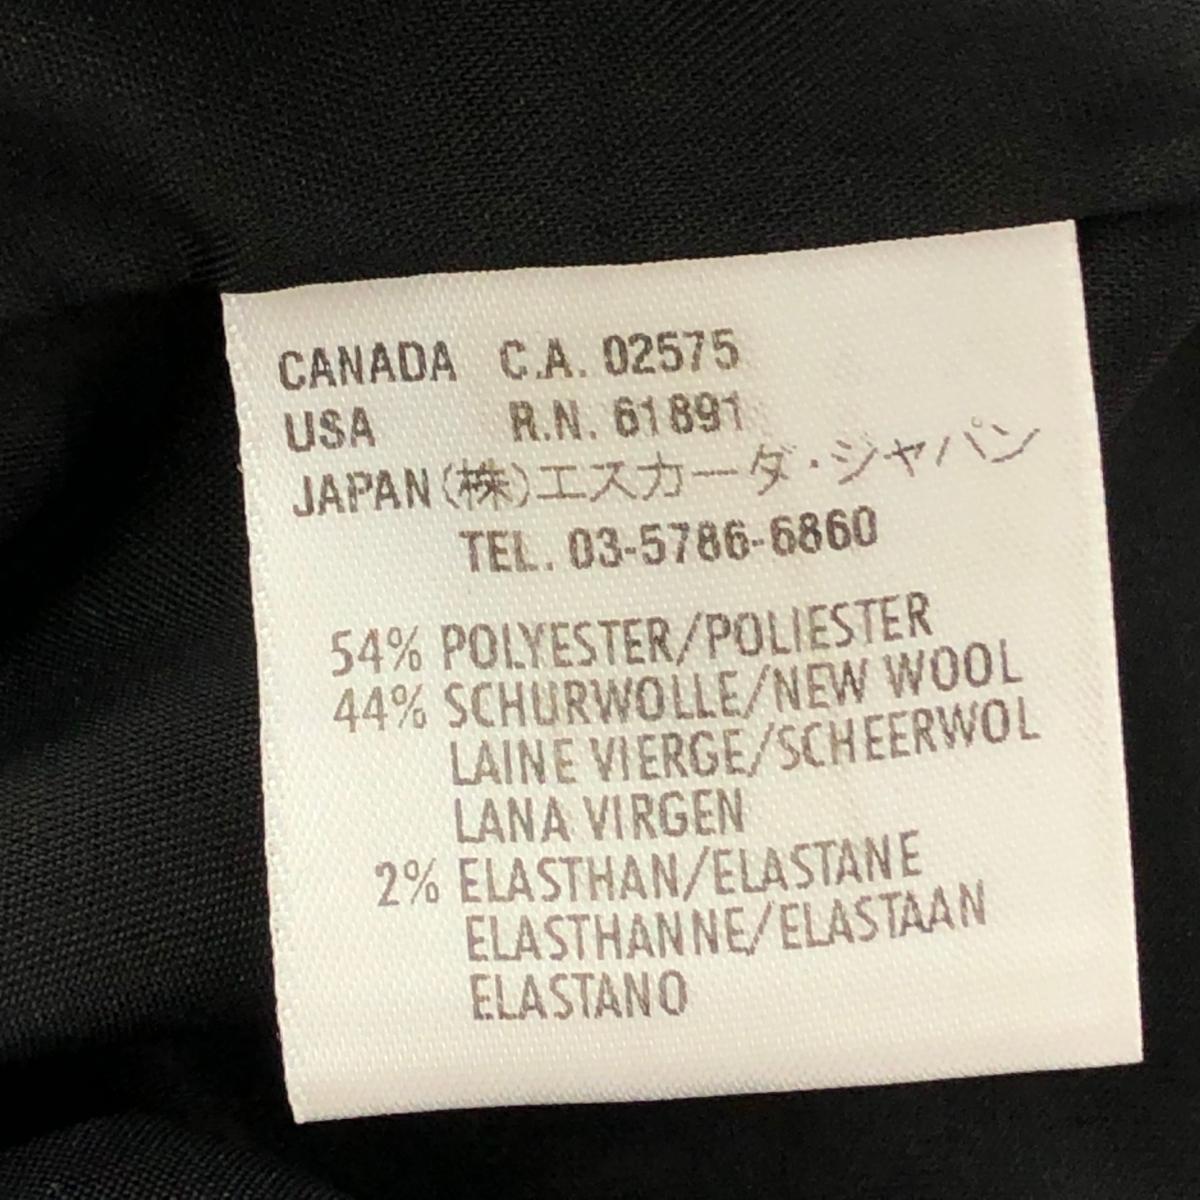 CANADA C.A. 02575
USA R.N. 61891
JAPAN (株)エスカーダ・ジャパン
TEL. 03-5786-6860
54% POLYESTER/POLIESTER
44% SCHURWOLLE/NEW WOOL
LAINE VIERGE/SCHEERWOL
LANA VIRGEN
2% ELASTHAN/ELASTANE
ELASTHANNE/ELASTAAN
ELASTANO